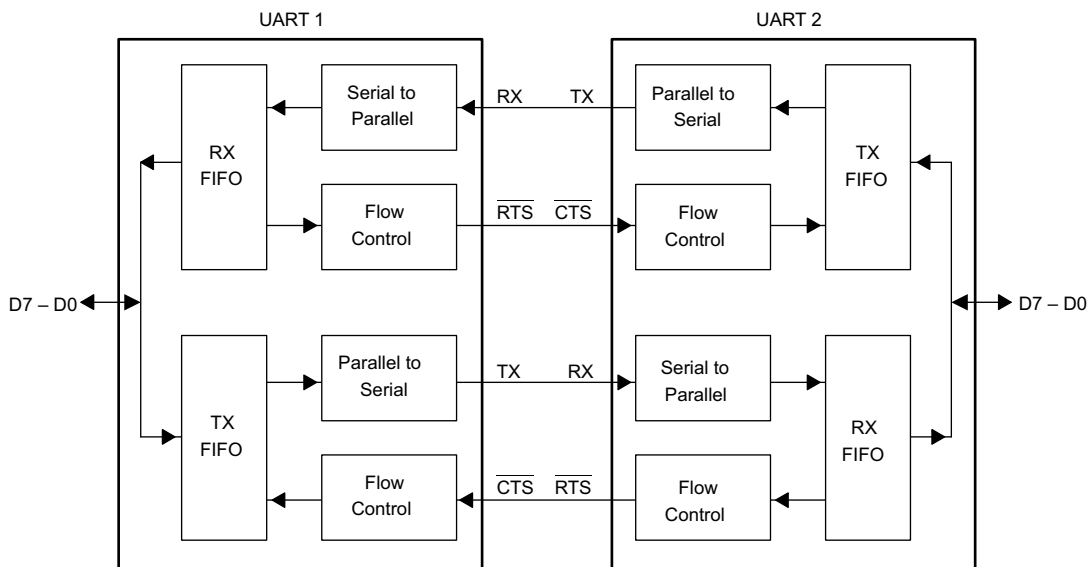 UART 1
UART 2
Serial to
Parallel
RX
TX
Parallel to
Serial
RX
FIFO
TX
FIFO
Flow
Control
RTS
CTS
Flow
Control
D7 – D0
D7 – D0
Parallel to
Serial
TX
RX
Serial to
Parallel
TX
FIFO
RX
FIFO
Flow
Control
CTS
RTS
Flow
Control